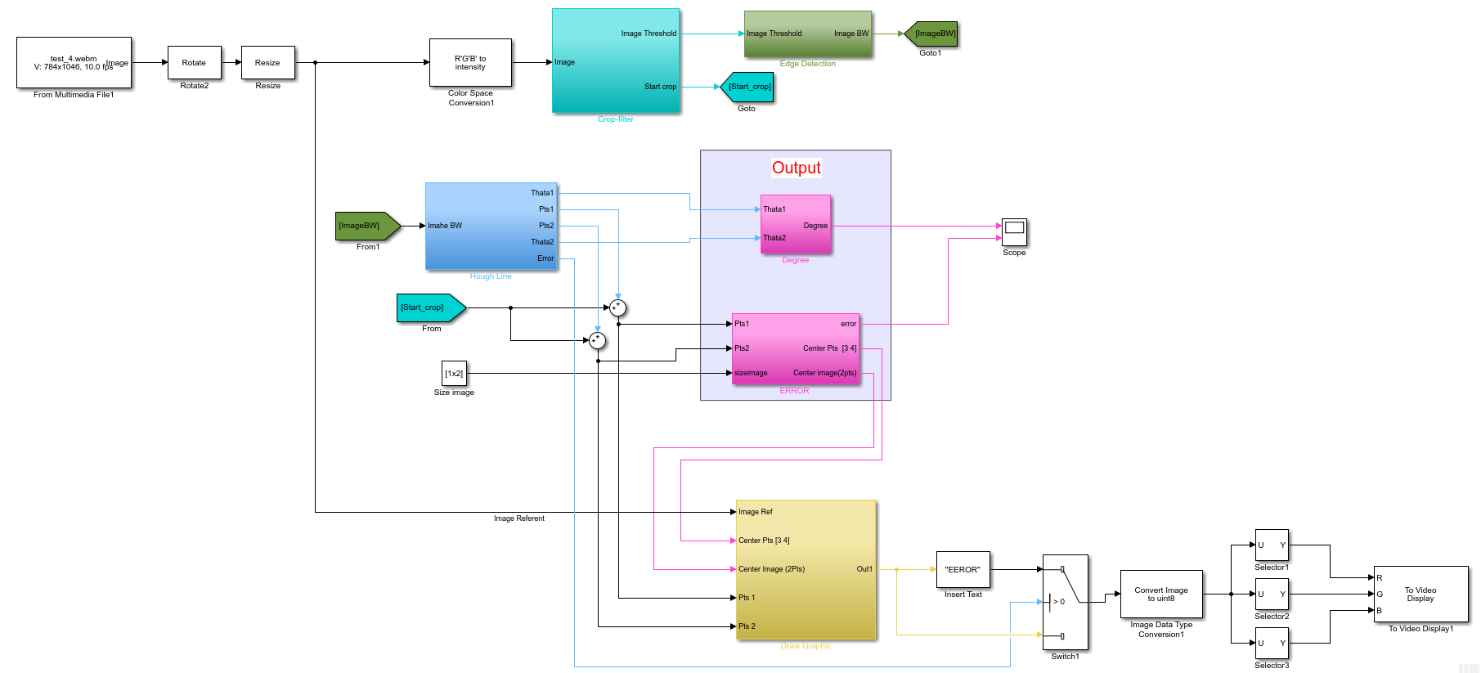 test_4.webm
V: 784x1046, 10.0 fps
Image
From Multimedia File1
Rotate
Rotate2
Resize
Resize
R'G'B' to
intensity
Color Space
Conversion1
Image
Image Threshold
Start crop
Crop-filter
Image Threshold
Image BW
Edge Detection
[ImageBW]
Goto1
[Start_crop]
Goto
Output
[ImageBW]
From1
Imahe BW
Thata1
Pts1
Pts2
Thata2
Error
Hough Line
Thata1
Thata2
Degree
Degree
Scope
[Start_crop]
From
[1x2]
Size image
Pts1
Pts2
sizeimage
error
Center Pts [3 4]
Center image(2pts)
ERROR
Image Referent
Image Ref
Center Pts [3 4]
Center Image (2Pts)
Pts 1
Pts 2
Out1
Draw Graphic
"EEROR"
Insert Text
> 0
Switch1
Convert Image
to uint8
Image Data Type
Conversion1
U Y
Selector1
U Y
Selector2
U Y
Selector3
R
G
B
To Video
Display
To Video Display1